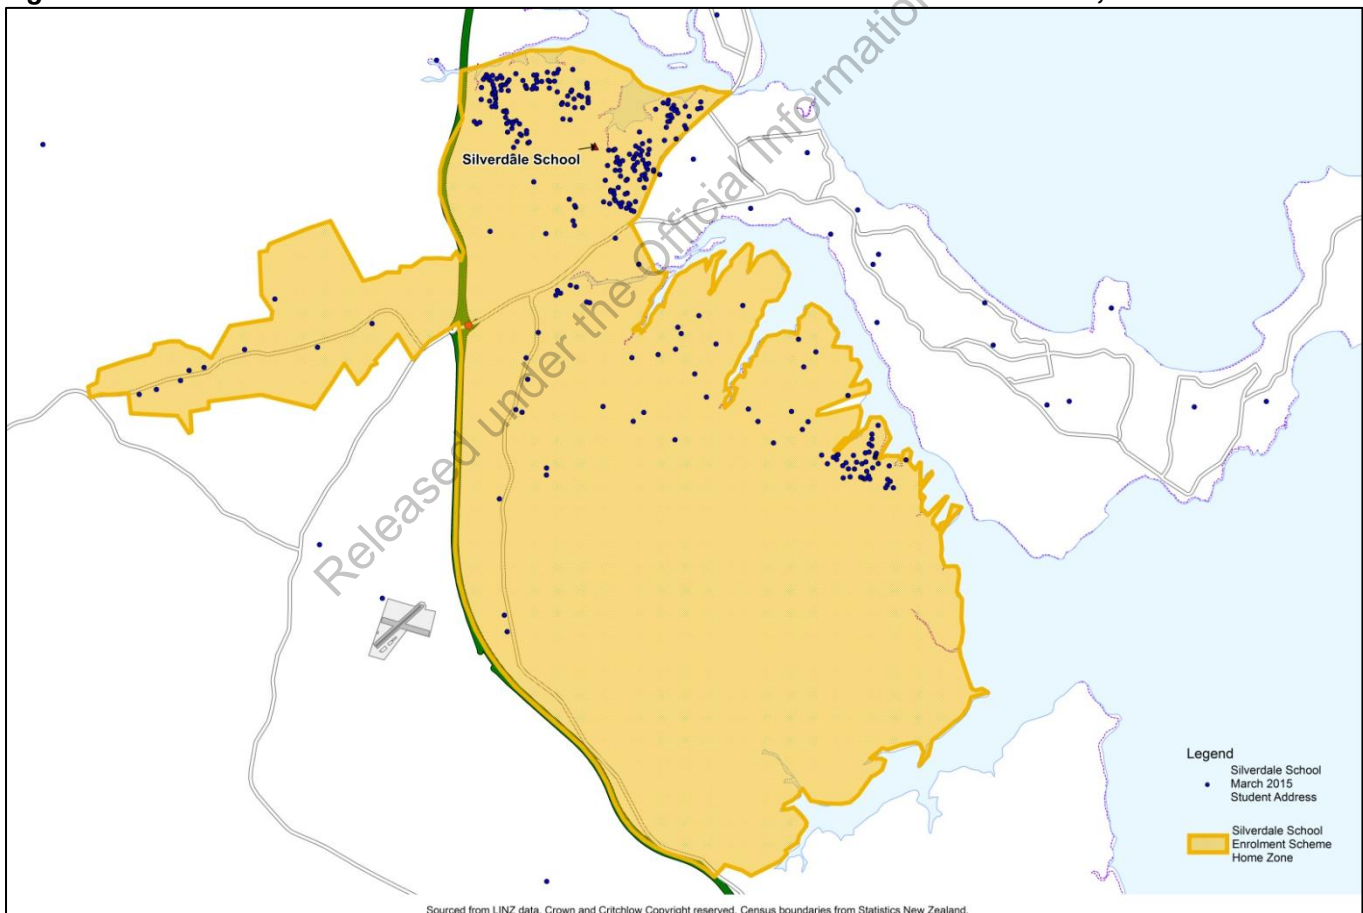 Released under the Official Information
Silverdale School
Legend
Silverdale School
March 2015
Student Address
Silverdale School
Enrolment Scheme
Home Zone
Sourced from LINZ data, Crown and Critchlow Copyright reserved. Census boundaries from Statistics New Zealand.